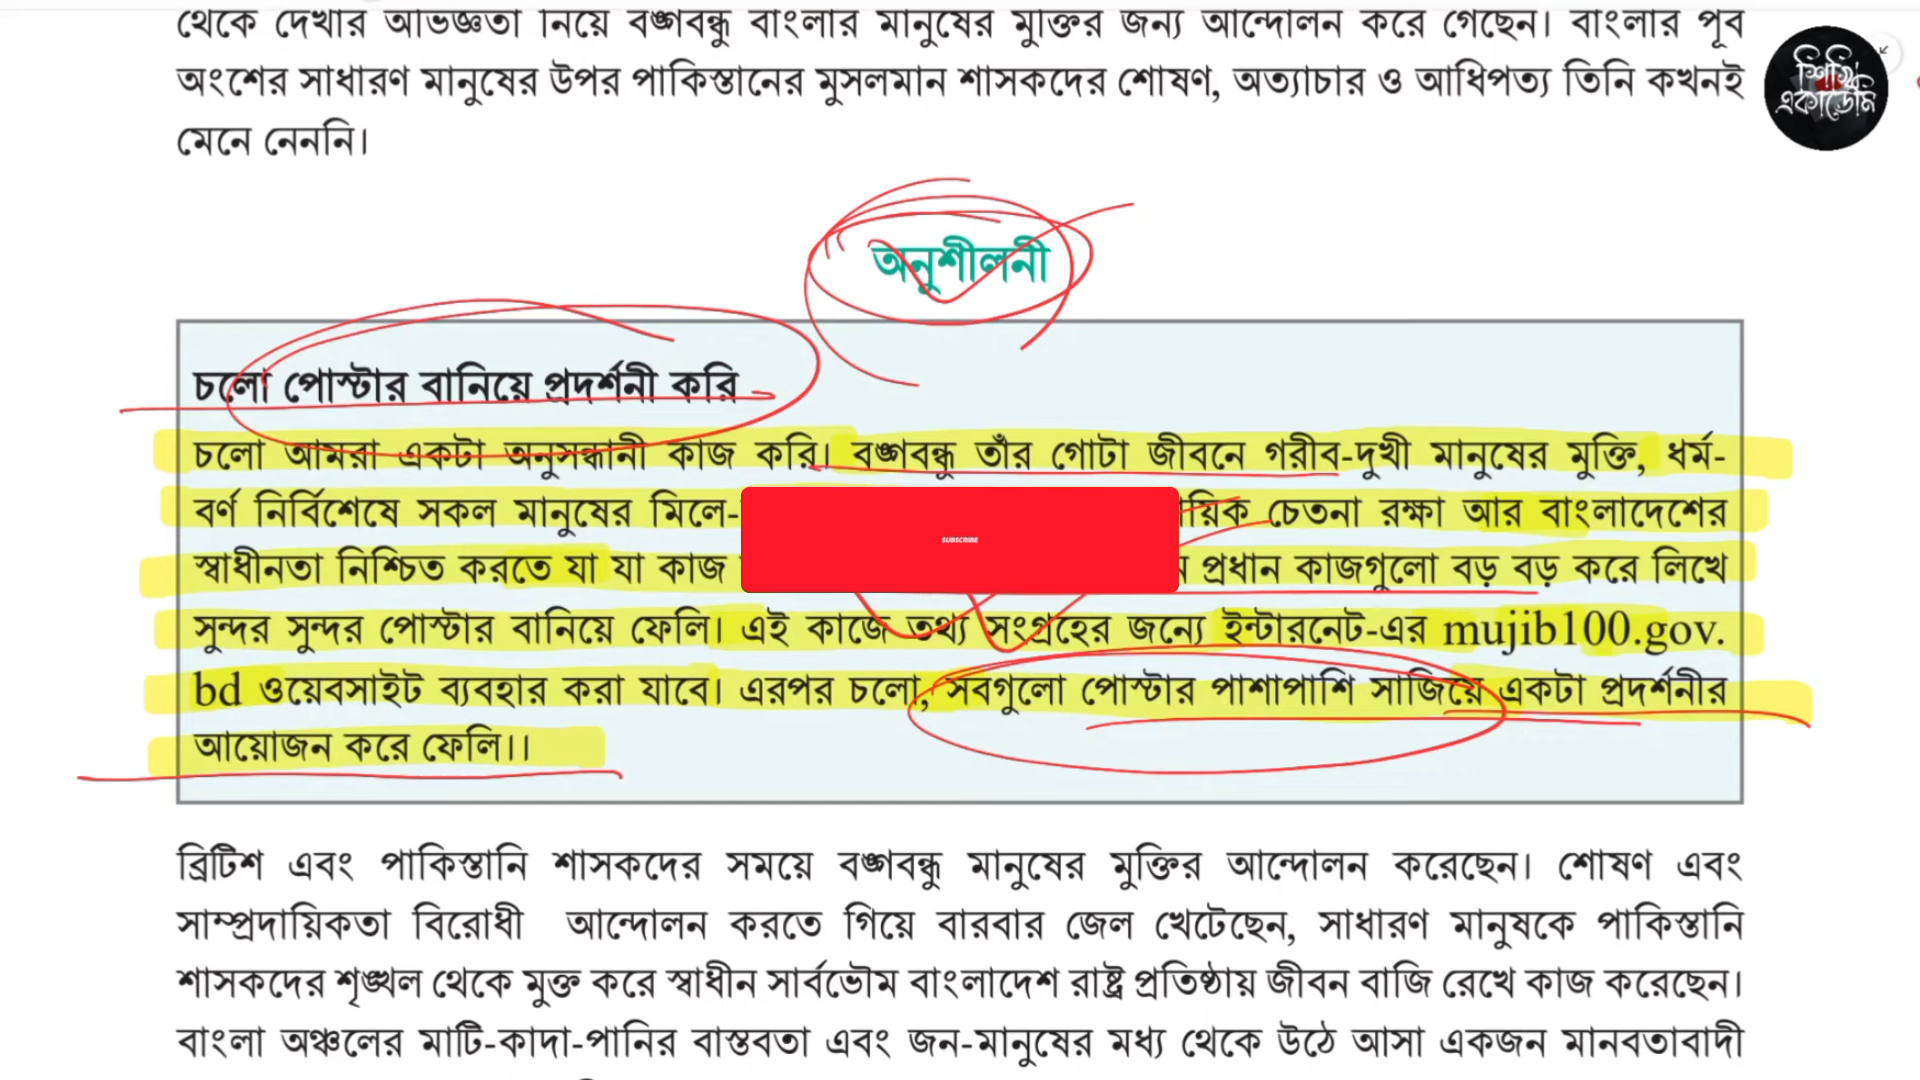 থেকে দেখার অভিজ্ঞতা নিয়ে বঙ্গবন্ধু বাংলার মানুষের মুক্তির জন্য আন্দোলন করে গেছেন। বাংলার পূর্ব
অংশের সাধারণ মানুষের উপর পাকিস্তানের মুসলমান শাসকদের শোষণ, অত্যাচার ও আধিপত্য তিনি কখনই
মেনে নেননি।
অনুশীলনী
চলো পোস্টার বানিয়ে প্রদর্শনী করি
চলো আমরা একটা অনুসন্ধানী কাজ করি। বঙ্গবন্ধু তাঁর গোটা জীবনে গরীব-দুখী মানুষের মুক্তি, ধর্ম-
বর্ণ নির্বিশেষে সকল মানুষের মিলে- য়িক চেতনা রক্ষা আর বাংলাদেশের
স্বাধীনতা নিশ্চিত করতে যা যা কাজ প্রধান কাজগুলো বড় বড় করে লিখে
সুন্দর সুন্দর পোস্টার বানিয়ে ফেলি। এই কাজে তথ্য সংগ্রহের জন্যে ইন্টারনেট-এর mujib100.gov.
bd ওয়েবসাইট ব্যবহার করা যাবে। এরপর চলো, সবগুলো পোস্টার পাশাপাশি সাজিয়ে একটা প্রদর্শনীর
আয়োজন করে ফেলি।।
SUBSCRIBE
ব্রিটিশ এবং পাকিস্তানি শাসকদের সময়ে বঙ্গবন্ধু মানুষের মুক্তির আন্দোলন করেছেন। শোষণ এবং
সাম্প্রদায়িকতা বিরোধী আন্দোলন করতে গিয়ে বারবার জেল খেটেছেন, সাধারণ মানুষকে পাকিস্তানি
শাসকদের শৃঙ্খল থেকে মুক্ত করে স্বাধীন সার্বভৌম বাংলাদেশ রাষ্ট্র প্রতিষ্ঠায় জীবন বাজি রেখে কাজ করেছেন।
বাংলা অঞ্চলের মাটি-কাদা-পানির বাস্তবতা এবং জন-মানুষের মধ্য থেকে উঠে আসা একজন মানবতাবাদী